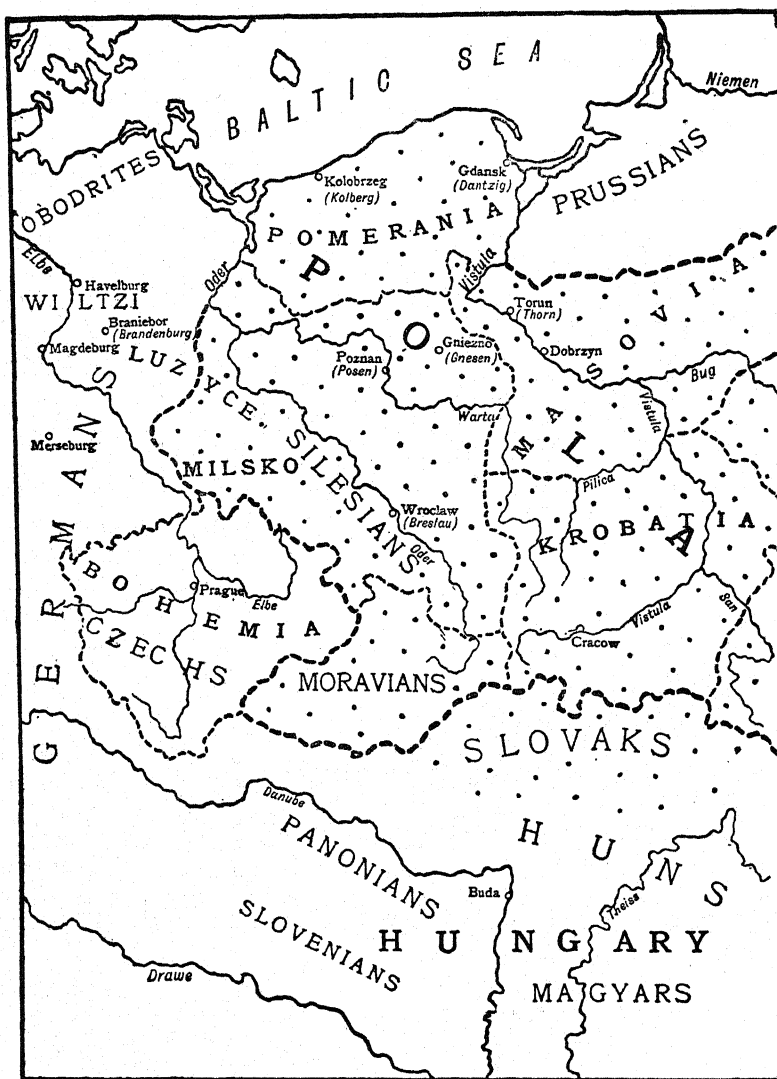 BALTIC SEA
Niemen
OBODRITES
Kolobrzeg
(Kolberg)
Gdansk
(Dantzig)
PRUSSIANS
POMERANIA
Elbe
Oder
Vistula
Havelburg
WILTZI
Braniebor
(Brandenburg)
Magdeburg
Torun
(Thorn)
MASOVIA
Gniezno
(Gnesen)
Dobrzyn
Poznan
(Posen)
Bug
LUZYCE
Warta
Vistula
POLA
Merseburg
GERMANS
MILSKO
SILESIANS
Pilica
Wroclaw
(Breslau)
KROBATIA
Oder
BOHEMIA
Prague
Elbe
Vistula
San
CZECHS
Cracow
MORAVIANS
SLOVAKS
Danube
PANONIANS
HUNS
Buda
Theiss
SLOVENIANS
HUNGARY
Drawe
MAGYARS